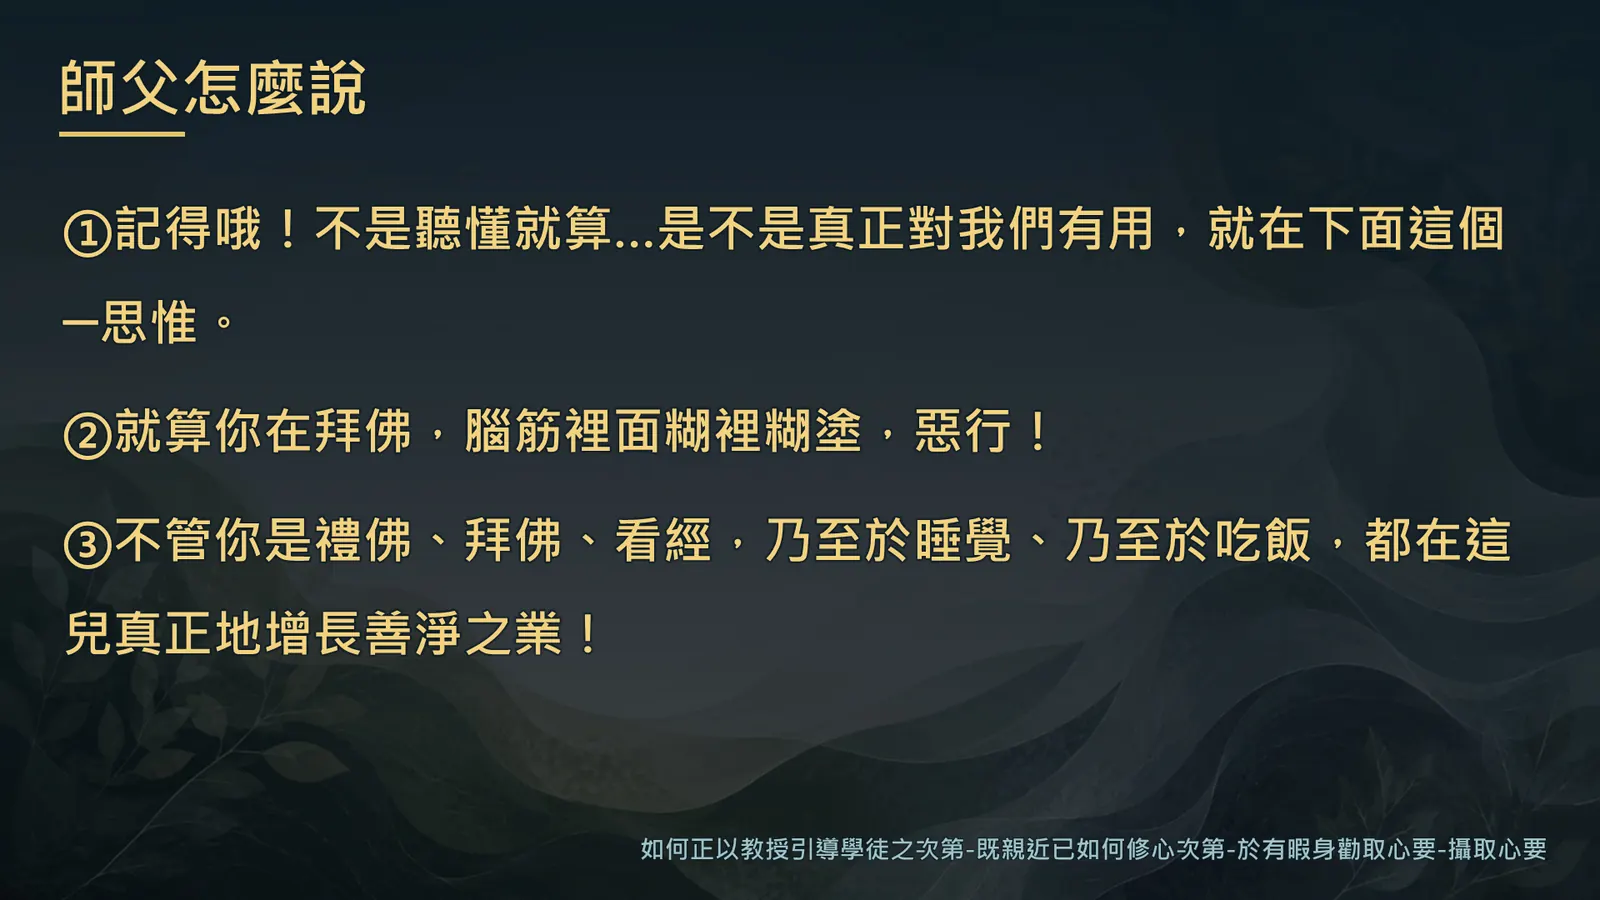 師父怎麼說
①記得哦！不是聽懂就算...是不是真正對我們有用，就在下面這個
—思惟。
②就算你在拜佛，腦筋裡面糊裡糊塗，惡行！
③不管你是禮佛、拜佛、看經，乃至於睡覺、乃至於吃飯，都在這
兒真正地增長善淨之業！
如何正以教授引導學徒之次第-既親近已如何修心次第-於有暇身勸取心要-攝取心要